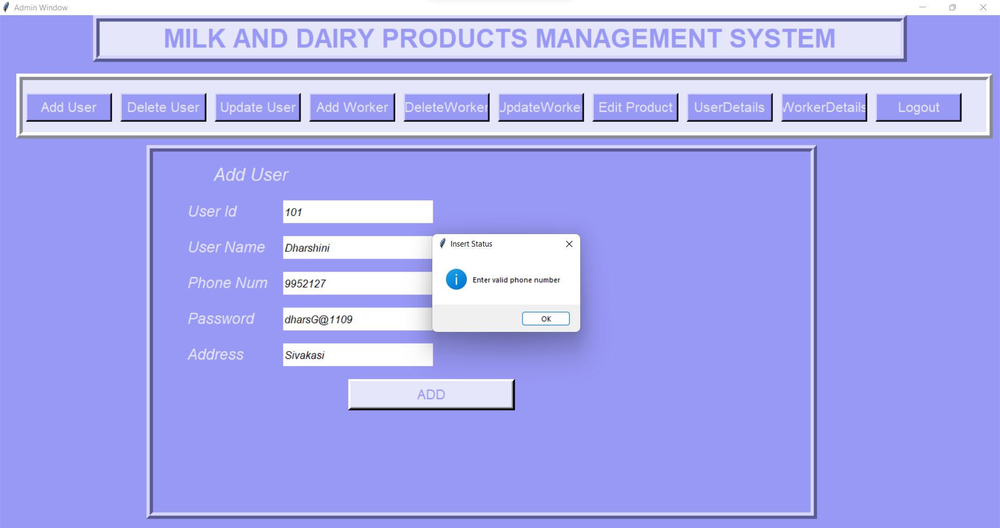 Admin Window
MILK AND DAIRY PRODUCTS MANAGEMENT SYSTEM
Add User Delete User Update User Add Worker DeleteWorker UpdateWorke Edit Product UserDetails WorkerDetails Logout
Add User
User Id 101
User Name Dharshini
Insert Status
Phone Num 9952127
Enter valid phone number
Password dharsG@1109
OK
Address Sivakasi
ADD